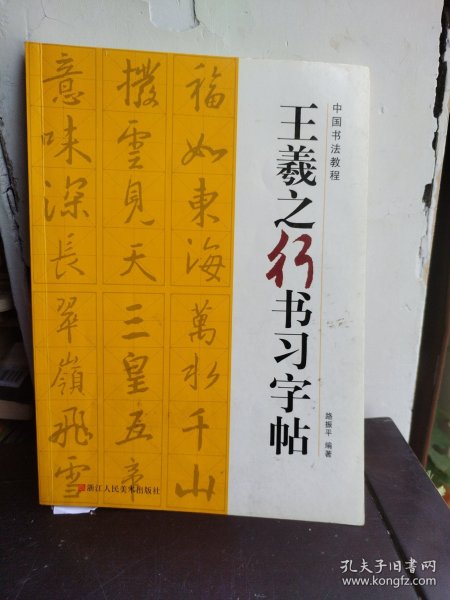 中国书法教程
王羲之行书习字帖
路振平 编著
福如东海
萬水千山
撥雲見天
三皇五帝
意味深長
翠嶺飛雪
浙江人民美术出版社
孔夫子旧书网
www.kongfz.com